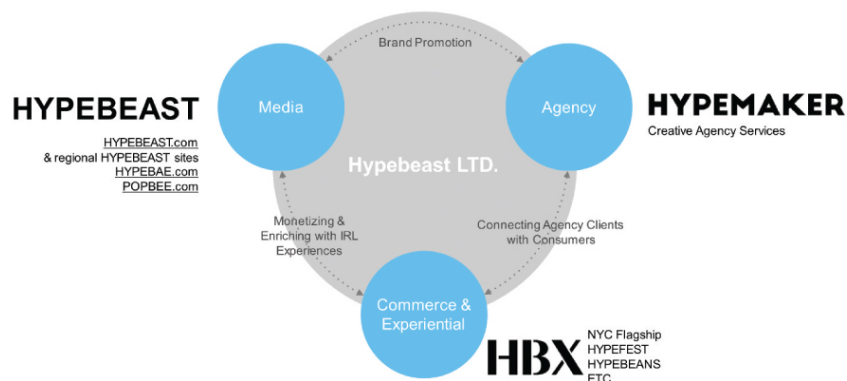 Brand Promotion
Media
Agency
HYPEBEAST
HYPEBEAST.com
& regional HYPEBEAST sites
HYPEBAE.com
POPBEE.com
HYPEMAKER
Creative Agency Services
Hypebeast LTD.
Monetizing &
Enriching with IRL
Experiences
Connecting Agency Clients
with Consumers
Commerce &
Experiential
HBX
NYC Flagship
HYPEFEST
HYPEBEANS
ETC